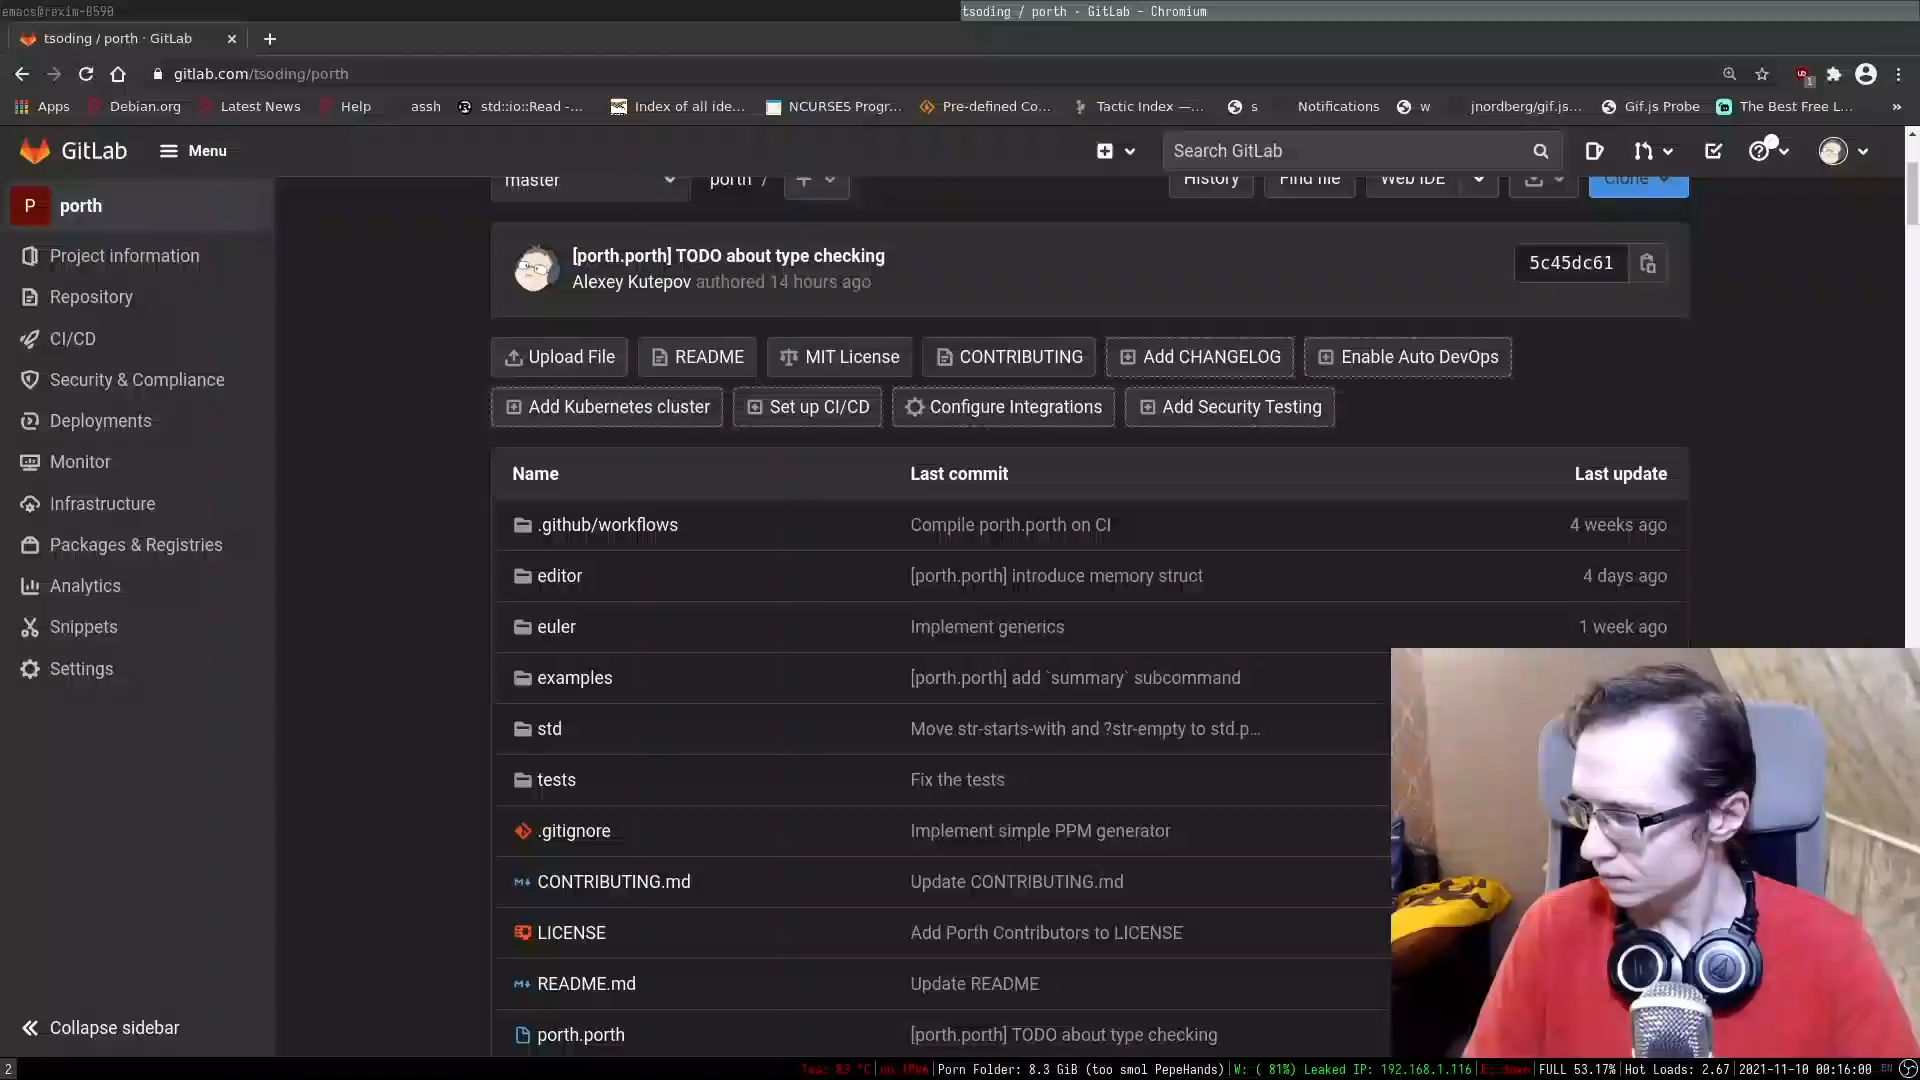 emacs@rexim-B590
tsoding / porth · GitLab - Chromium
tsoding / porth · GitLab
gitlab.com/tsoding/porth
Apps Debian.org Latest News Help assh std::io::Read -... Index of all ide... NCURSES Progr... Pre-defined Co... Tactic Index —... s Notifications w jnordberg/gif.js... Gif.js Probe The Best Free L... »
GitLab Menu Search GitLab
P porth
master porth / History Find file Web IDE Clone
[porth.porth] TODO about type checking
Alexey Kutepov authored 14 hours ago
5c45dc61
Project information
Repository
CI/CD
Security & Compliance
Deployments
Monitor
Infrastructure
Packages & Registries
Analytics
Snippets
Settings
Collapse sidebar
Upload File README MIT License CONTRIBUTING Add CHANGELOG Enable Auto DevOps
Add Kubernetes cluster Set up CI/CD Configure Integrations Add Security Testing
Name Last commit Last update
.github/workflows Compile porth.porth on CI 4 weeks ago
editor [porth.porth] introduce memory struct 4 days ago
euler Implement generics 1 week ago
examples [porth.porth] add `summary` subcommand
std Move str-starts-with and ?str-empty to std.p...
tests Fix the tests
.gitignore Implement simple PPM generator
CONTRIBUTING.md Update CONTRIBUTING.md
LICENSE Add Porth Contributors to LICENSE
README.md Update README
porth.porth [porth.porth] TODO about type checking
2 no IPv6 Porn Folder: 8.3 GiB (too smol PepeHands) W: ( 81%) Leaked IP: 192.168.1.116 E: down FULL 53.17% Hot Loads: 2.67 2021-11-10 00:16:00